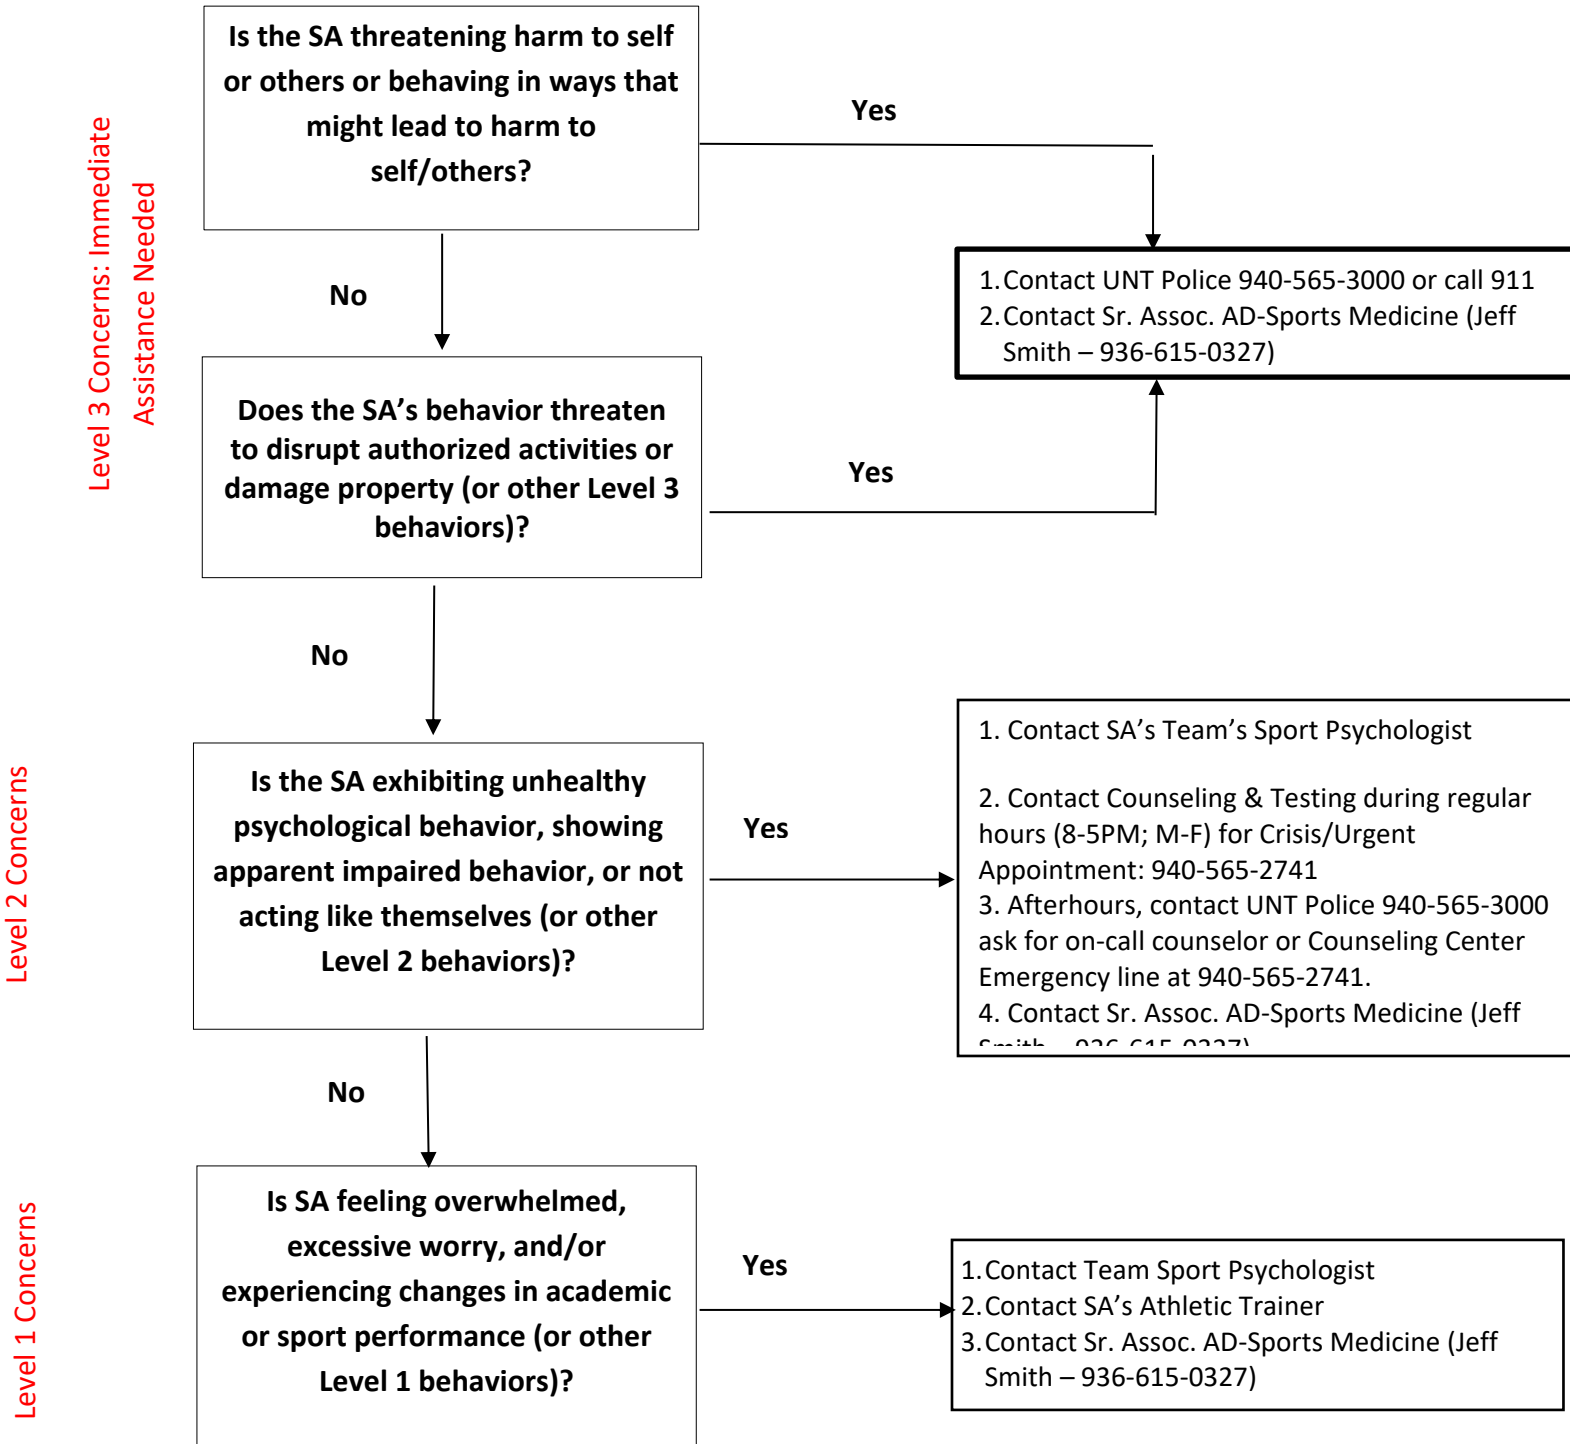 Is the SA threatening harm to self
or others or behaving in ways that
might lead to harm to
self/others?
Yes
Level 3 Concerns: Immediate
Assistance Needed
No
1. Contact UNT Police 940-565-3000 or call 911
2. Contact Sr. Assoc. AD-Sports Medicine (Jeff
Smith – 936-615-0327)
Does the SA’s behavior threaten
to disrupt authorized activities or
damage property (or other Level 3
behaviors)?
Yes
No
Level 2 Concerns
Is the SA exhibiting unhealthy
psychological behavior, showing
apparent impaired behavior, or not
acting like themselves (or other
Level 2 behaviors)?
Yes
1. Contact SA’s Team’s Sport Psychologist
2. Contact Counseling & Testing during regular
hours (8-5PM; M-F) for Crisis/Urgent
Appointment: 940-565-2741
3. Afterhours, contact UNT Police 940-565-3000
ask for on-call counselor or Counseling Center
Emergency line at 940-565-2741.
4. Contact Sr. Assoc. AD-Sports Medicine (Jeff
Smith – 936-615-0327)
No
Level 1 Concerns
Is SA feeling overwhelmed,
excessive worry, and/or
experiencing changes in academic
or sport performance (or other
Level 1 behaviors)?
Yes
1. Contact Team Sport Psychologist
2. Contact SA’s Athletic Trainer
3. Contact Sr. Assoc. AD-Sports Medicine (Jeff
Smith – 936-615-0327)